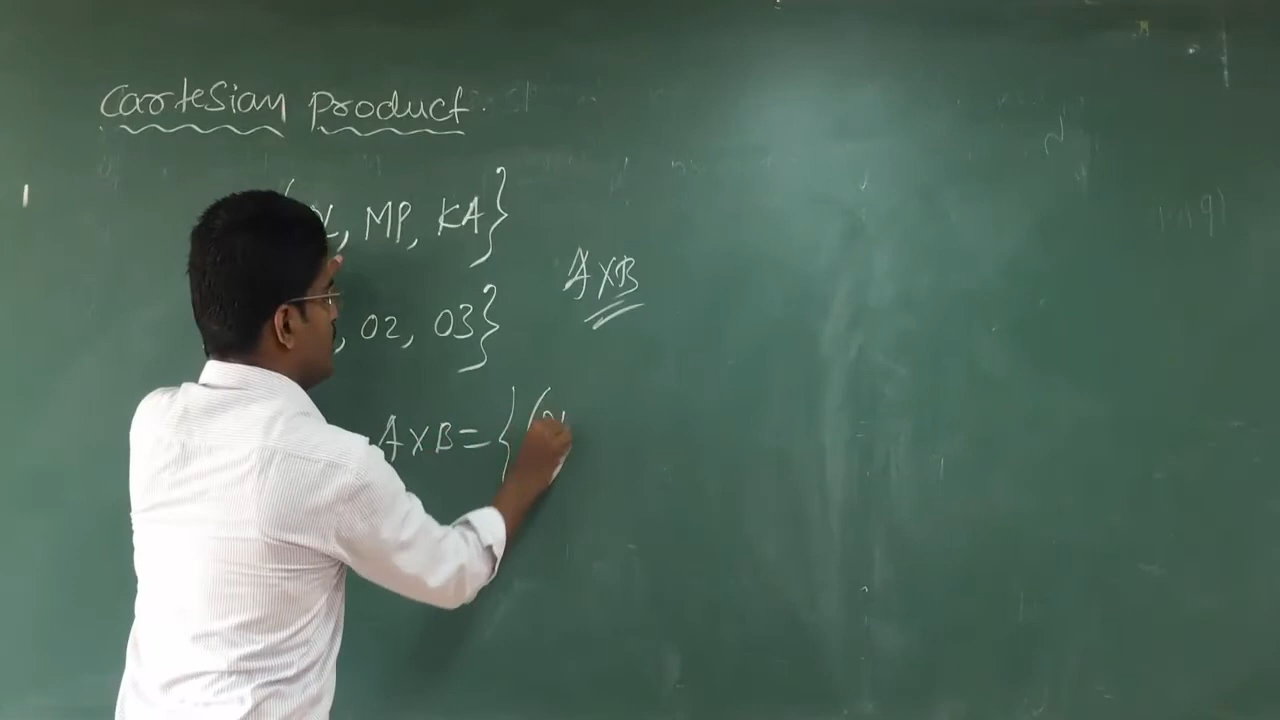 Cartesian product
, MP, KA}
, 02, 03}
A×B
A×B={(